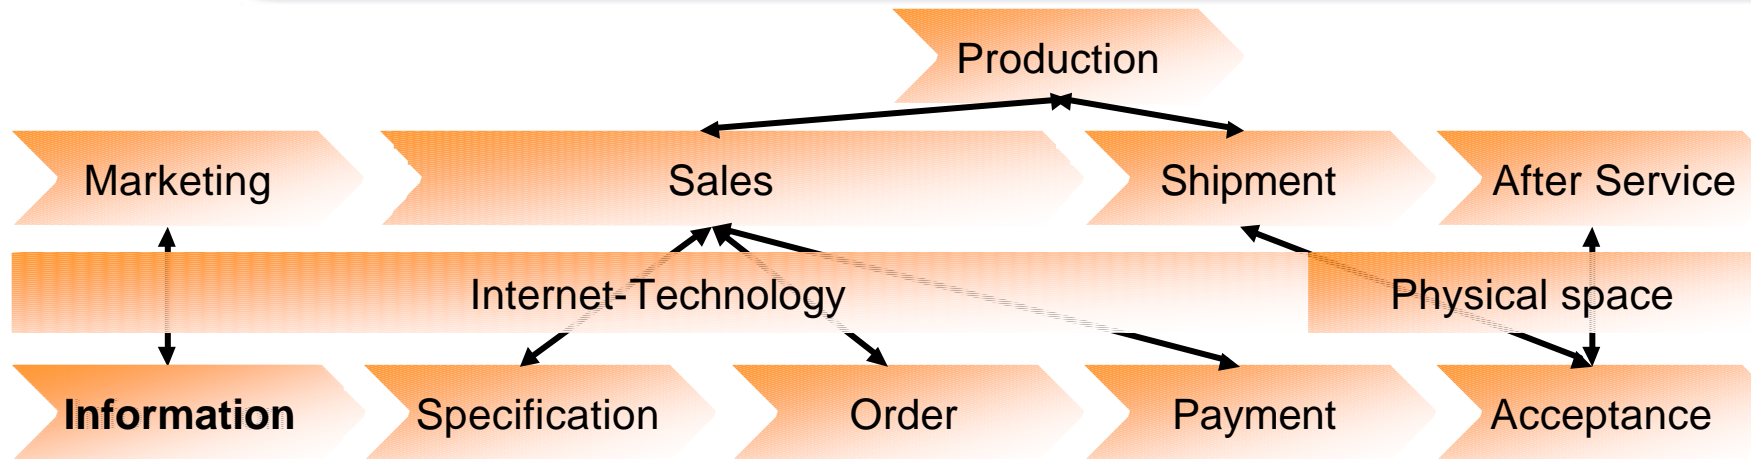 Production
Marketing
Sales
Shipment
After Service
Internet-Technology
Physical space
Information
Specification
Order
Payment
Acceptance